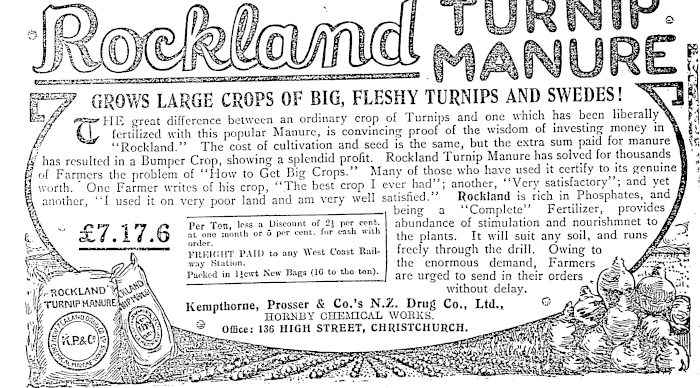 Rockland TURNIP
MANURE
GROWS LARGE CROPS OF BIG, FLESHY TURNIPS AND SWEDES!
THE great difference between an ordinary crop of Turnips and one which has been liberally
fertilized with this popular Manure, is convincing proof of the wisdom of investing money in
"Rockland." The cost of cultivation and seed is the same, but the extra sum paid for manure
has resulted in a Bumper Crop, showing a splendid profit. Rockland Turnip Manure has solved for thousands
of Farmers the problem of "How to Get Big Crops." Many of those who have used it certify to its genuine
worth. One Farmer writes of his crop, "The best crop I ever had"; another, "Very satisfactory"; and yet
another, "I used it on very poor land and am very well satisfied." Rockland is rich in Phosphates, and
being a "Complete" Fertilizer, provides
abundance of stimulation and nourishmnet to
the plants. It will suit any soil, and runs
freely through the drill. Owing to
the enormous demand, Farmers
are urged to send in their orders
without delay.
£7.17.6
Per Ton, less a Discount of 2½ per cent.
at one month or 5 per cent. for cash with
order.
FREIGHT PAID to any West Coast Rail-
way Station.
Packed in 1¼cwt New Bags (16 to the ton).
ROCKLAND
TURNIP MANURE
K.P.&Co
Kempthorne, Prosser & Co.'s N.Z. Drug Co., Ltd.,
HORNBY CHEMICAL WORKS.
Office: 136 HIGH STREET, CHRISTCHURCH.